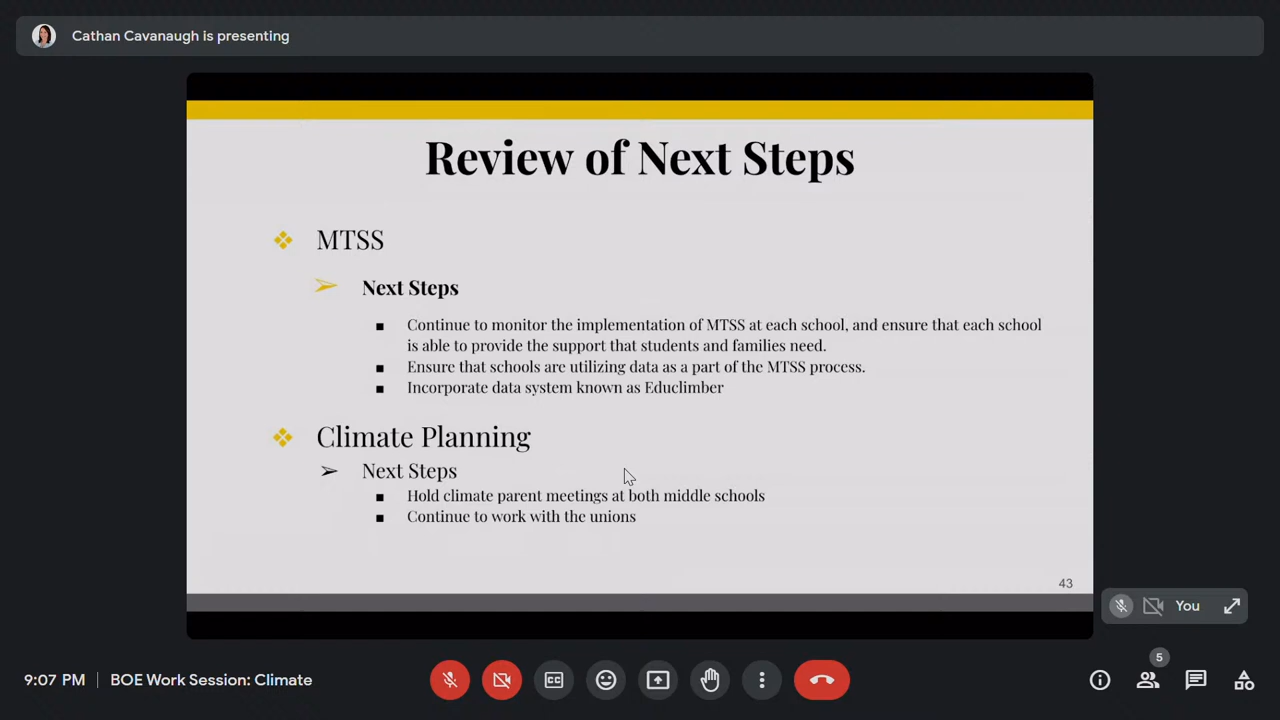 Cathan Cavanaugh is presenting
Review of Next Steps
MTSS
Next Steps
Continue to monitor the implementation of MTSS at each school, and ensure that each school
is able to provide the support that students and families need.
Ensure that schools are utilizing data as a part of the MTSS process.
Incorporate data system known as Educlimber
Climate Planning
Next Steps
Hold climate parent meetings at both middle schools
Continue to work with the unions
43
You
9:07 PM
BOE Work Session: Climate
5